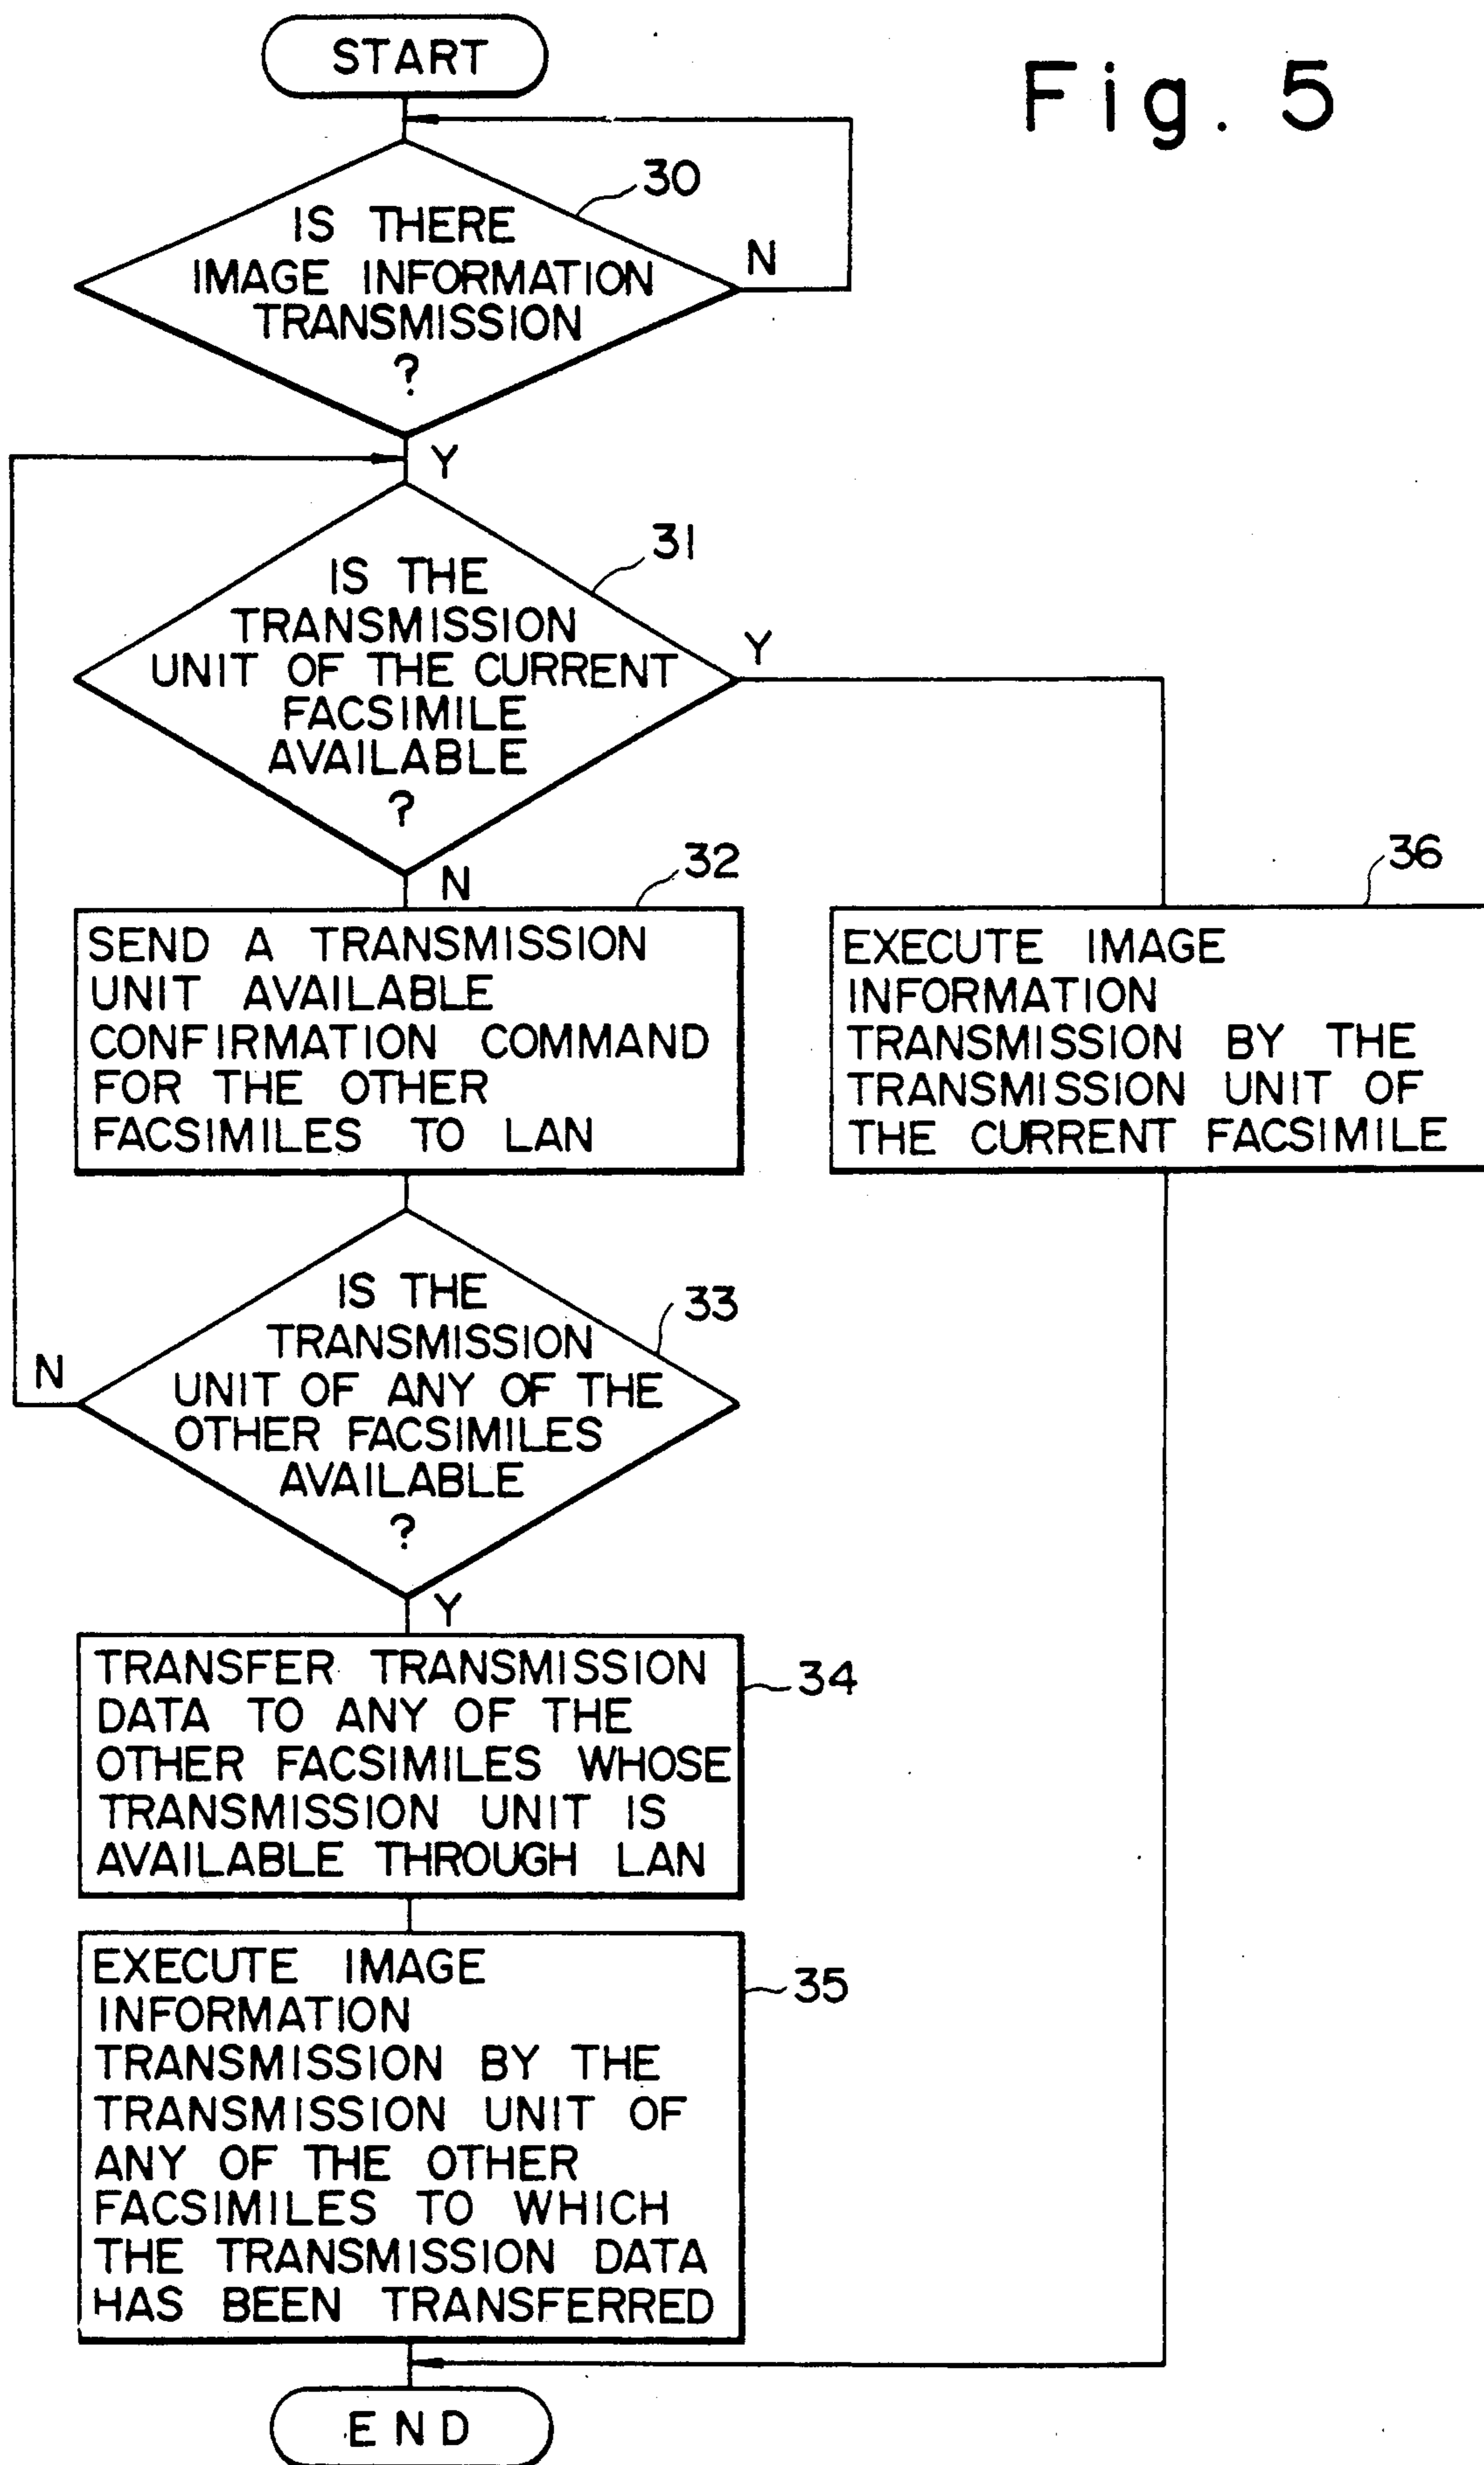 START
Fig. 5
30
IS THERE
IMAGE INFORMATION
TRANSMISSION
?
N
Y
31
IS THE
TRANSMISSION
UNIT OF THE CURRENT
FACSIMILE
AVAILABLE
?
Y
N
32
SEND A TRANSMISSION
UNIT AVAILABLE
CONFIRMATION COMMAND
FOR THE OTHER
FACSIMILES TO LAN
36
EXECUTE IMAGE
INFORMATION
TRANSMISSION BY THE
TRANSMISSION UNIT OF
THE CURRENT FACSIMILE
33
IS THE
TRANSMISSION
UNIT OF ANY OF THE
OTHER FACSIMILES
AVAILABLE
?
N
Y
34
TRANSFER TRANSMISSION
DATA TO ANY OF THE
OTHER FACSIMILES WHOSE
TRANSMISSION UNIT IS
AVAILABLE THROUGH LAN
35
EXECUTE IMAGE
INFORMATION
TRANSMISSION BY THE
TRANSMISSION UNIT OF
ANY OF THE OTHER
FACSIMILES TO WHICH
THE TRANSMISSION DATA
HAS BEEN TRANSFERRED
END